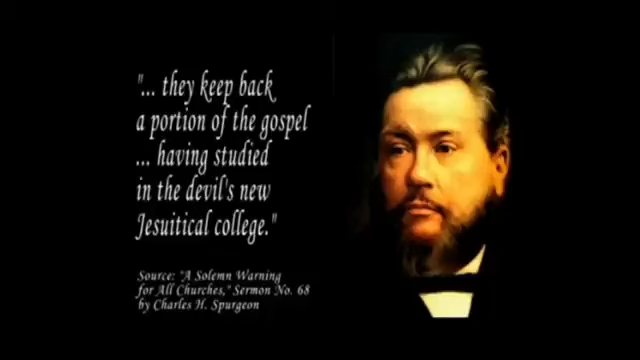 "... they keep back
a portion of the gospel
... having studied
in the devil's new
Jesuitical college."
Source: "A Solemn Warning
for All Churches," Sermon No. 68
by Charles H. Spurgeon